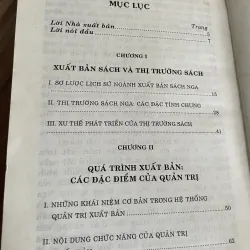 MỤC LỤC
Trang
Lời Nhà xuất bản 5
Lời nói đầu 7
CHƯƠNG I
XUẤT BẢN SÁCH VÀ THỊ TRƯỜNG SÁCH
I. SƠ LƯỢC LỊCH SỬ NGÀNH XUẤT BẢN SÁCH NGA
II. THỊ TRƯỜNG SÁCH NGA: CÁC ĐẶC TÍNH CHUNG
III. XU THẾ PHÁT TRIỂN CỦA THỊ TRƯỜNG SÁCH
41
CHƯƠNG II
QUÁ TRÌNH XUẤT BẢN:
CÁC ĐẶC ĐIỂM CỦA QUẢN TRỊ
I. NHỮNG KHÁI NIỆM CƠ BẢN TRONG HỆ THỐNG
QUẢN TRỊ XUẤT BẢN 50
II. NỘI DUNG CHỨC NĂNG CỦA QUẢN TRỊ